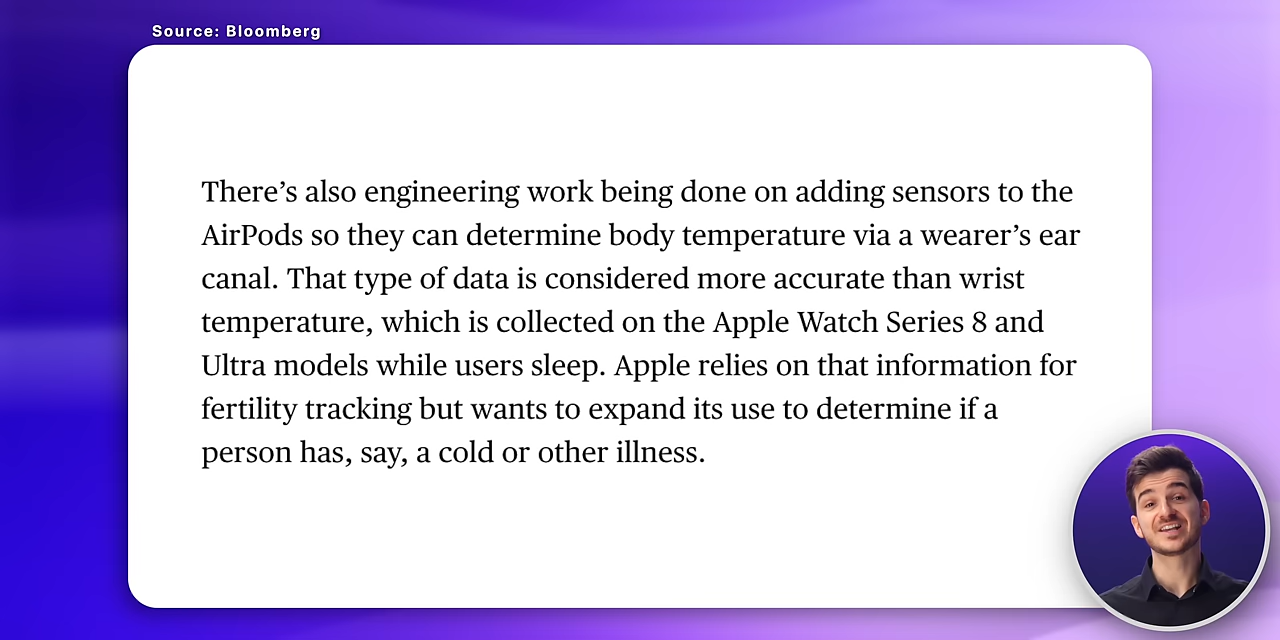 Source: Bloomberg
There’s also engineering work being done on adding sensors to the
AirPods so they can determine body temperature via a wearer’s ear
canal. That type of data is considered more accurate than wrist
temperature, which is collected on the Apple Watch Series 8 and
Ultra models while users sleep. Apple relies on that information for
fertility tracking but wants to expand its use to determine if a
person has, say, a cold or other illness.